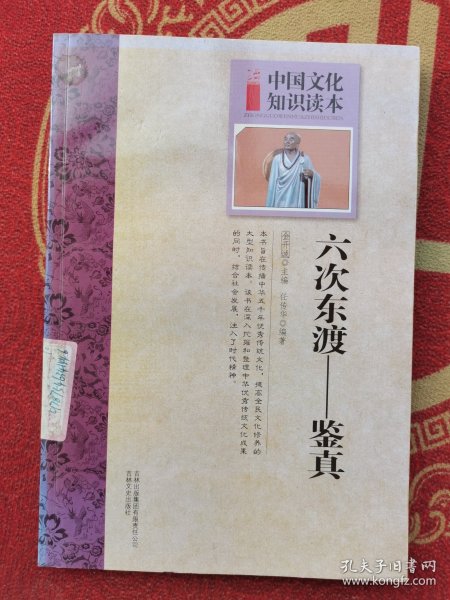 中国文化
知识读本
ZHONGGUOWENHUAZHISHIDUBEN
六次东渡——鉴真
金开诚◎主编 任传华◎编著
本书旨在传播中华五千年优秀传统文化，提高全民文化修养的
大型知识读本。该书在深入挖掘和整理中华优秀传统文化成果
的同时，结合社会发展，注入了时代精神。
吉林出版集团有限责任公司
吉林文史出版社
孔夫子旧书网
kongfz.com